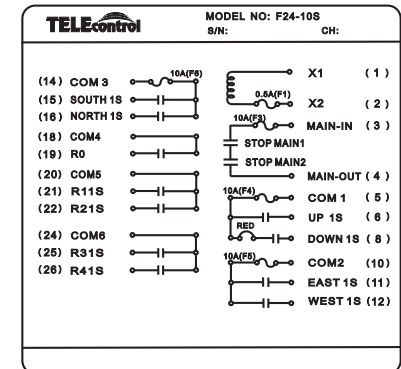 TELEcontrol
MODEL NO: F24-10S
S/N: CH:
(14) COM 3 10A(F6)
(15) SOUTH 1S
(16) NORTH 1S
(18) COM4
(19) R0
(20) COM5
(21) R11S
(22) R21S
(24) COM6
(25) R31S
(26) R41S
X1 (1)
0.5A(F1) X2 (2)
10A(F3) MAIN-IN (3)
STOP MAIN1
STOP MAIN2
MAIN-OUT (4)
10A(F4) COM 1 (5)
UP 1S (6)
RED DOWN 1S (8)
10A(F5) COM2 (10)
EAST 1S (11)
WEST 1S (12)